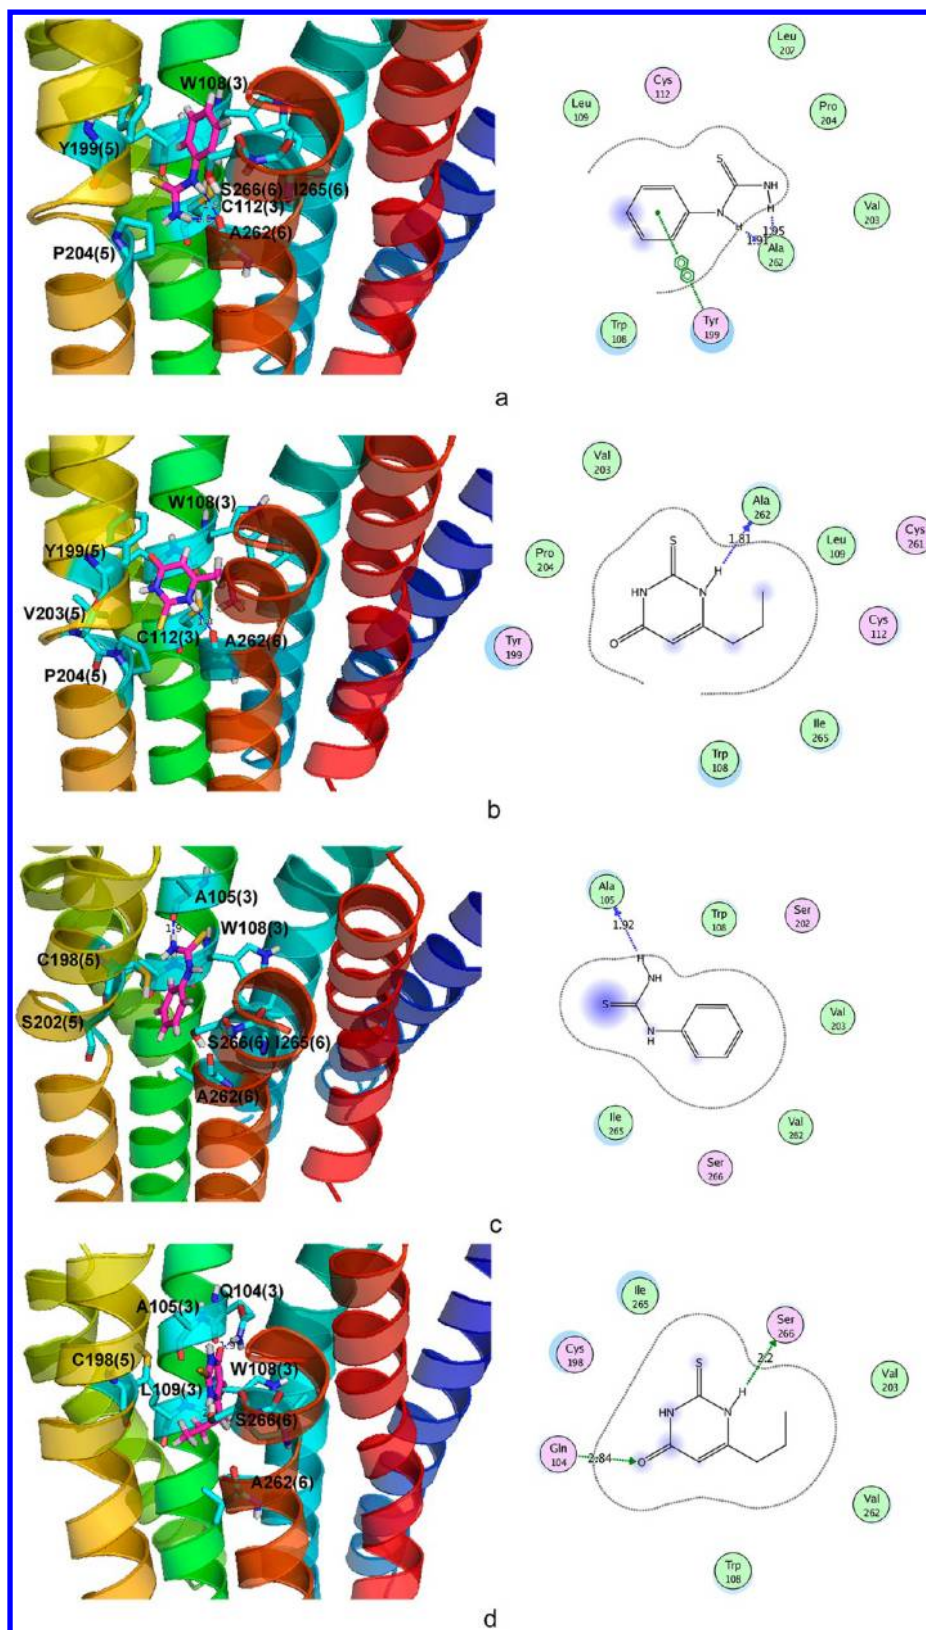 W108(3)
Y199(5)
S266(6) I265(6)
C112(3)
A262(6)
P204(5)
Leu
207
Cys
112
Leu
109
Pro
204
S
NH
H
N
H
Val
203
1.95
1.91
Ala
262
Trp
108
Tyr
199
a
W108(3)
Y199(5)
V203(5)
C112(3)
A262(6)
P204(5)
Val
203
Ala
262
1.81
Leu
109
Cys
261
Pro
204
S
H
HN
N
O
Tyr
199
Cys
112
Ile
265
Trp
108
b
A105(3)
1.9
W108(3)
C198(5)
S202(5)
S266(6) I265(6)
A262(6)
Ala
105
1.92
Trp
108
Ser
202
H
NH
S
N
H
Val
203
Ile
265
Val
262
Ser
266
c
Q104(3)
A105(3)
C198(5)
W108(3)
L109(3)
S266(6)
A262(6)
Ile
265
Ser
266
Cys
198
2.2
S
H
HN
N
O
Val
203
Gln
104
2.84
Val
262
Trp
108
d